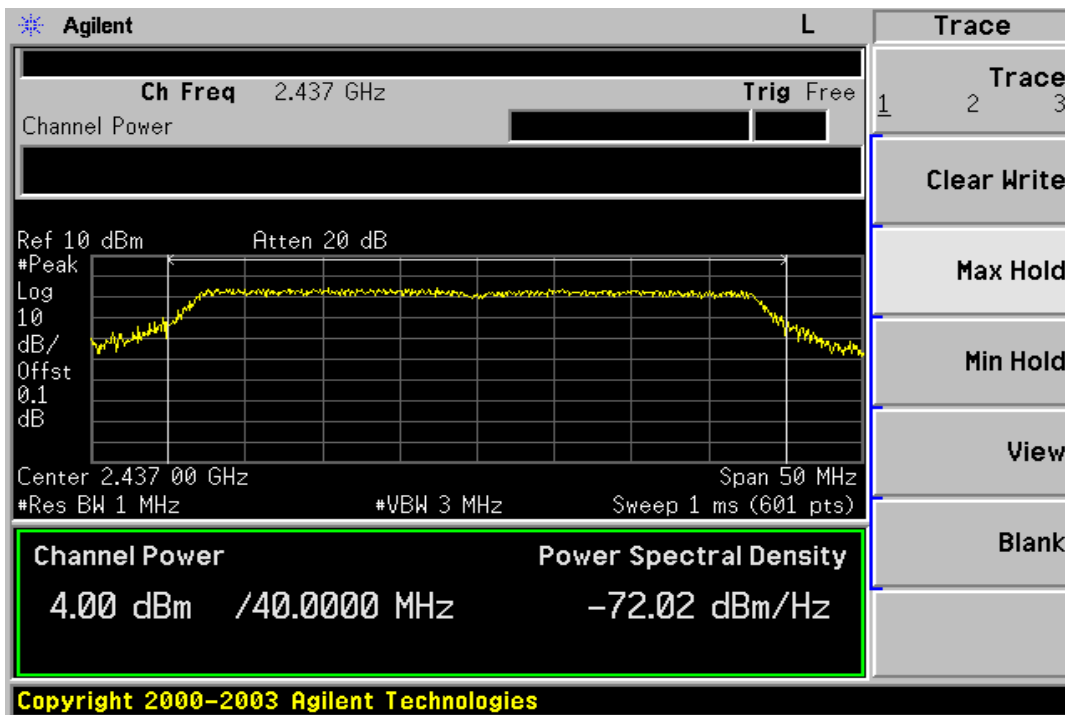 Agilent L Trace
Ch Freq 2.437 GHz Trig Free
Channel Power
Trace
1 2 3
Clear Write
Max Hold
Min Hold
View
Blank
Ref 10 dBm Atten 20 dB
#Peak
Log
10
dB/
Offst
0.1
dB
Center 2.437 00 GHz Span 50 MHz
#Res BW 1 MHz #VBW 3 MHz Sweep 1 ms (601 pts)
Channel Power Power Spectral Density
4.00 dBm /40.0000 MHz -72.02 dBm/Hz
Copyright 2000-2003 Agilent Technologies